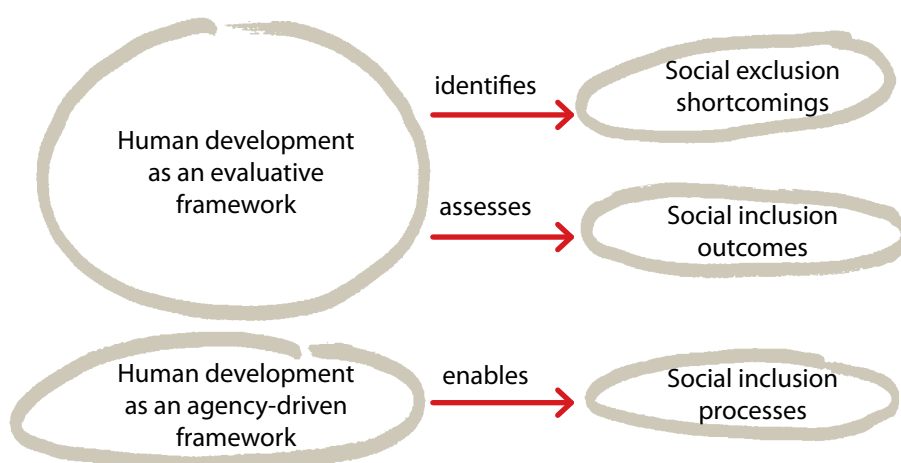 Human development
as an evaluative
framework
identifies
Social exclusion
shortcomings
assesses
Social inclusion
outcomes
Human development
as an agency-driven
framework
enables
Social inclusion
processes